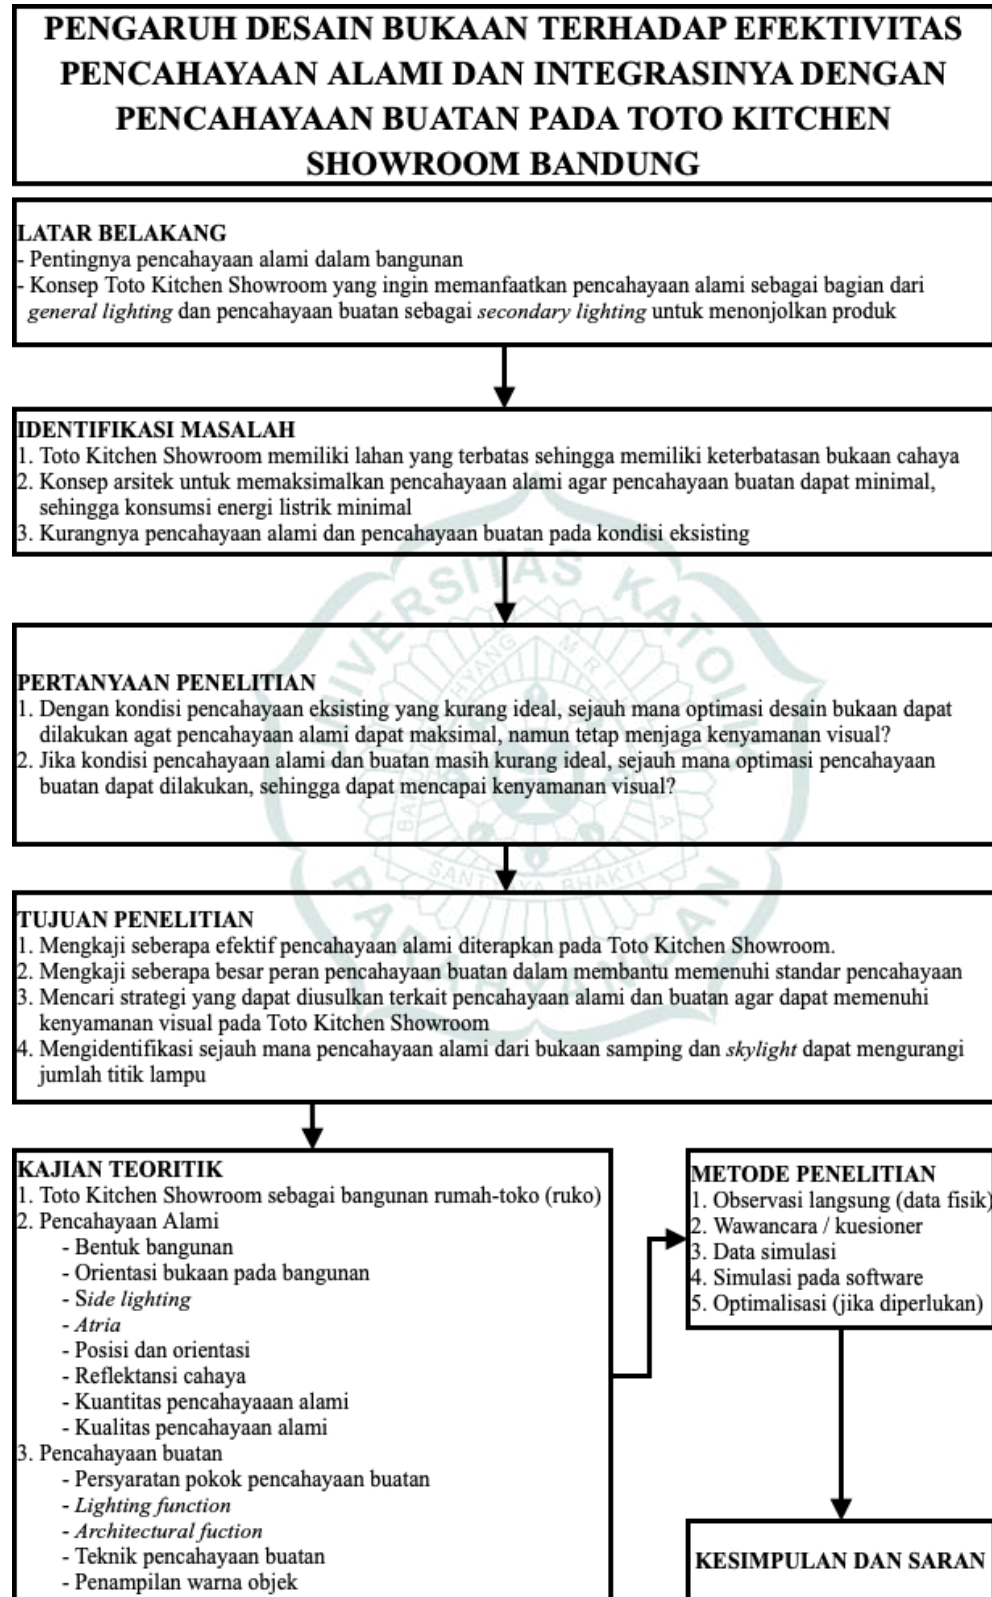 PENGARUH DESAIN BUKAAN TERHADAP EFEKTIVITAS
PENCAHAYAAN ALAMI DAN INTEGRASINYA DENGAN
PENCAHAYAAN BUATAN PADA TOTO KITCHEN
SHOWROOM BANDUNG
LATAR BELAKANG
- Pentingnya pencahayaan alami dalam bangunan
- Konsep Toto Kitchen Showroom yang ingin memanfaatkan pencahayaan alami sebagai bagian dari
general lighting dan pencahayaan buatan sebagai secondary lighting untuk menonjolkan produk
IDENTIFIKASI MASALAH
1. Toto Kitchen Showroom memiliki lahan yang terbatas sehingga memiliki keterbatasan bukaan cahaya
2. Konsep arsitek untuk memaksimalkan pencahayaan alami agar pencahayaan buatan dapat minimal,
sehingga konsumsi energi listrik minimal
3. Kurangnya pencahayaan alami dan pencahayaan buatan pada kondisi eksisting
PERTANYAAN PENELITIAN
1. Dengan kondisi pencahayaan eksisting yang kurang ideal, sejauh mana optimasi desain bukaan dapat
dilakukan agat pencahayaan alami dapat maksimal, namun tetap menjaga kenyamanan visual?
2. Jika kondisi pencahayaan alami dan buatan masih kurang ideal, sejauh mana optimasi pencahayaan
buatan dapat dilakukan, sehingga dapat mencapai kenyamanan visual?
TUJUAN PENELITIAN
1. Mengkaji seberapa efektif pencahayaan alami diterapkan pada Toto Kitchen Showroom.
2. Mengkaji seberapa besar peran pencahayaan buatan dalam membantu memenuhi standar pencahayaan
3. Mencari strategi yang dapat diusulkan terkait pencahayaan alami dan buatan agar dapat memenuhi
kenyamanan visual pada Toto Kitchen Showroom
4. Mengidentifikasi sejauh mana pencahayaan alami dari bukaan samping dan skylight dapat mengurangi
jumlah titik lampu
KAJIAN TEORITIK
1. Toto Kitchen Showroom sebagai bangunan rumah-toko (ruko)
2. Pencahayaan Alami
- Bentuk bangunan
- Orientasi bukaan pada bangunan
- Side lighting
- Atria
- Posisi dan orientasi
- Reflektansi cahaya
- Kuantitas pencahayaaan alami
- Kualitas pencahayaan alami
3. Pencahayaan buatan
- Persyaratan pokok pencahayaan buatan
- Lighting function
- Architectural fuction
- Teknik pencahayaan buatan
- Penampilan warna objek
METODE PENELITIAN
1. Observasi langsung (data fisik)
2. Wawancara / kuesioner
3. Data simulasi
4. Simulasi pada software
5. Optimalisasi (jika diperlukan)
KESIMPULAN DAN SARAN
UNIVERSITAS KATOLIK
PARAHYANGAN
SANTIAYA BHAKTI